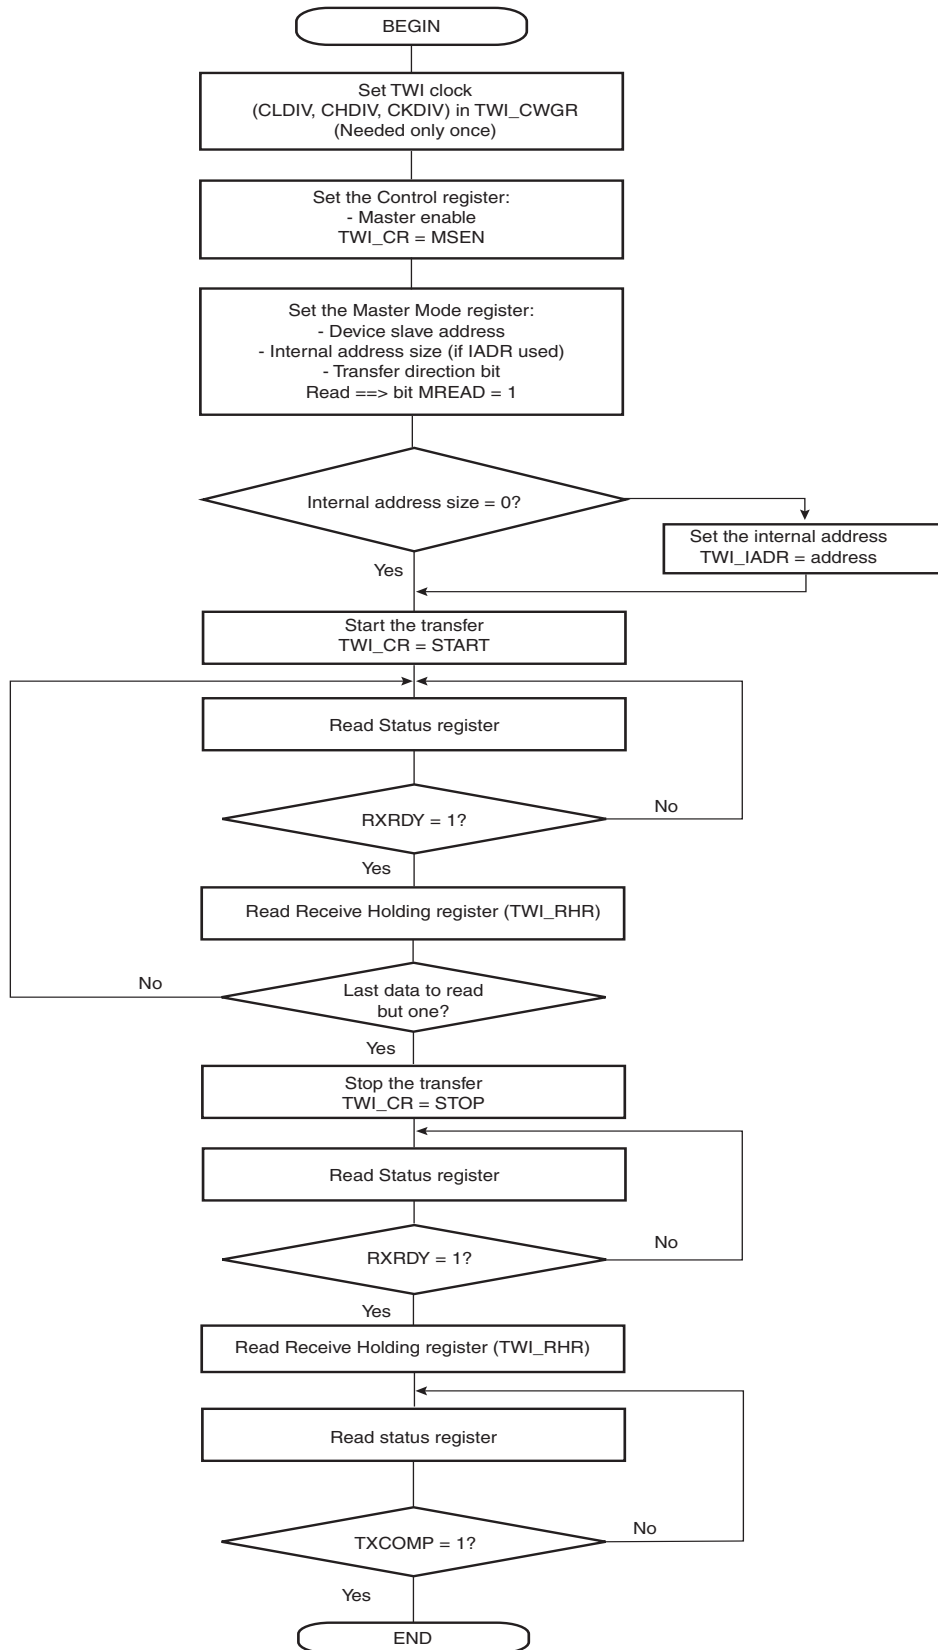 BEGIN
Set TWI clock
(CLDIV, CHDIV, CKDIV) in TWI_CWGR
(Needed only once)
Set the Control register:
- Master enable
TWI_CR = MSEN
Set the Master Mode register:
- Device slave address
- Internal address size (if IADR used)
- Transfer direction bit
Read ==> bit MREAD = 1
Internal address size = 0?
Set the internal address
TWI_IADR = address
Yes
Start the transfer
TWI_CR = START
Read Status register
RXRDY = 1?
No
Yes
Read Receive Holding register (TWI_RHR)
No
Last data to read
but one?
Yes
Stop the transfer
TWI_CR = STOP
Read Status register
RXRDY = 1?
No
Yes
Read Receive Holding register (TWI_RHR)
Read status register
TXCOMP = 1?
No
Yes
END